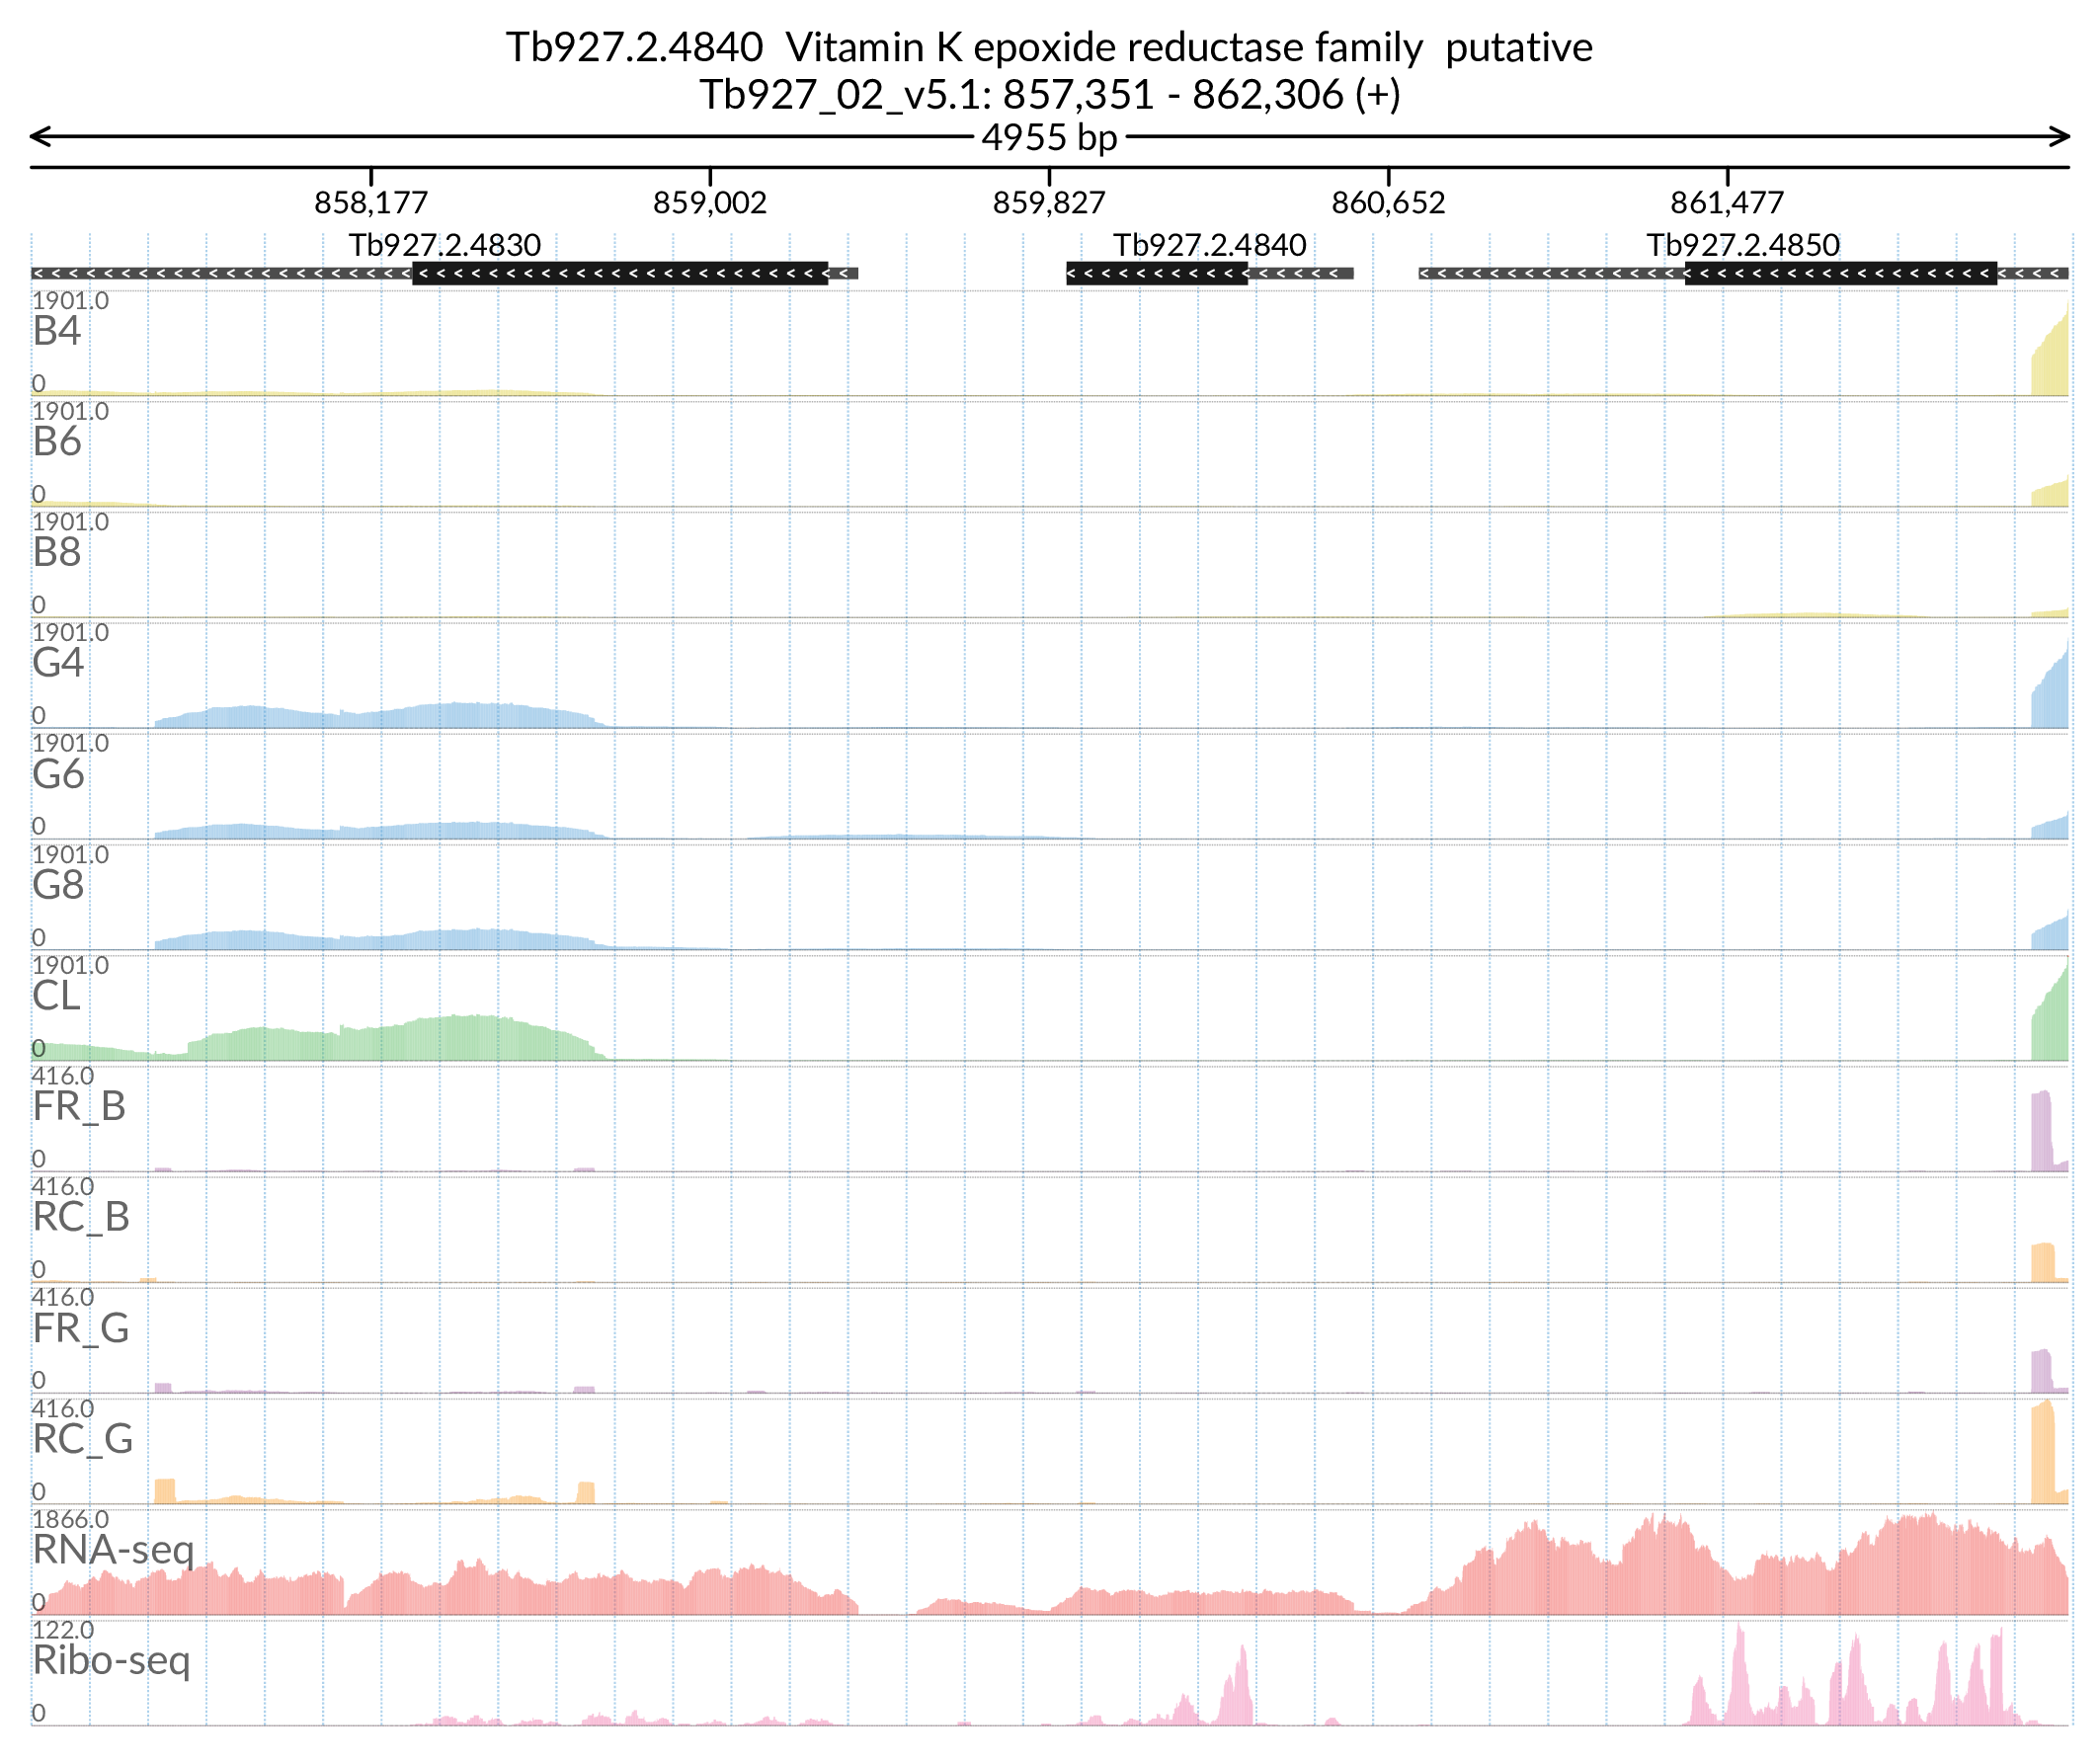 Tb927.2.4840  Vitamin K epoxide reductase family  putative
Tb927_02_v5.1: 857,351 - 862,306 (+)
4955 bp
858,177 859,002 859,827 860,652 861,477
Tb927.2.4830 Tb927.2.4840 Tb927.2.4850
1901.0
B4
0
1901.0
B6
0
1901.0
B8
0
1901.0
G4
0
1901.0
G6
0
1901.0
G8
0
1901.0
CL
0
416.0
FR_B
0
416.0
RC_B
0
416.0
FR_G
0
416.0
RC_G
0
1866.0
RNA-seq
0
122.0
Ribo-seq
0